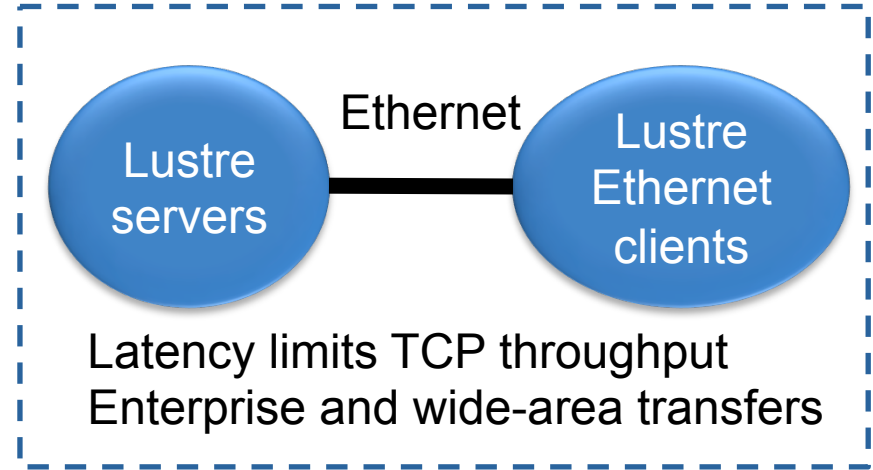 Ethernet
Lustre
servers
Lustre
Ethernet
clients
Latency limits TCP throughput
Enterprise and wide-area transfers